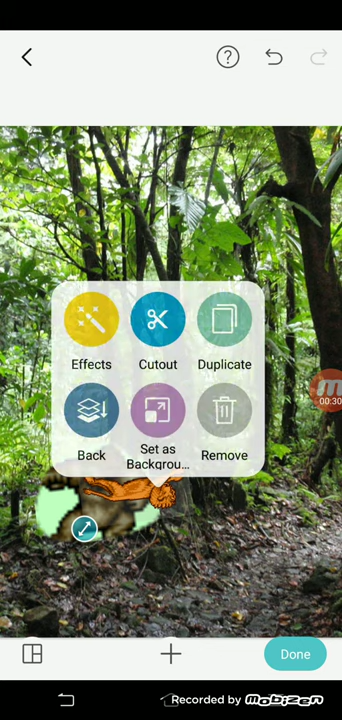 ?
Effects
Cutout
Duplicate
00:30
Back
Set as
Backgrou...
Remove
Done
Recorded by mobizen